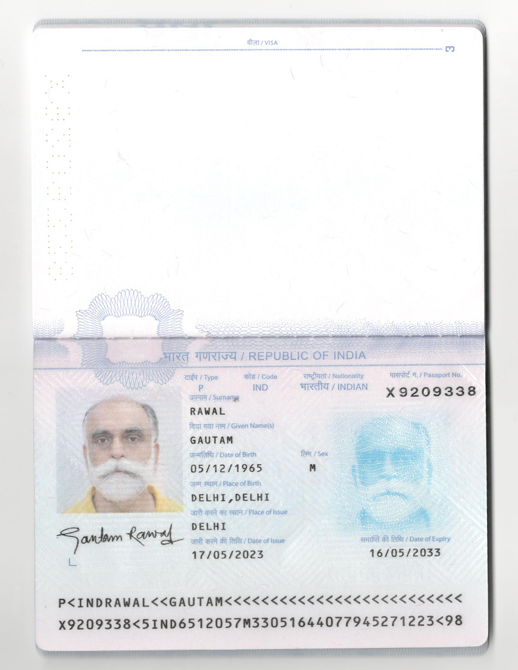 वीज़ा / VISA
3
भारत गणराज्य / REPUBLIC OF INDIA
टाईप / Type
कोड / Code
राष्ट्रीयता / Nationality
पासपोर्ट न. / Passport No.
P
IND
भारतीय / INDIAN
X9209338
उपनाम / Surname
RAWAL
दिया गया नाम / Given Name(s)
GAUTAM
जन्मतिथि / Date of Birth
लिंग / Sex
05/12/1965
M
जन्म स्थान / Place of Birth
DELHI,DELHI
जारी करने का स्थान / Place of Issue
DELHI
जारी करने की तिथि / Date of Issue
समाप्ति की तिथि / Date of Expiry
17/05/2023
16/05/2033
Gautam Rawal
P<INDRAWAL<<GAUTAM<<<<<<<<<<<<<<<<<<<<<<<<<<
X9209338<5IND6512057M33051644077945271223<98